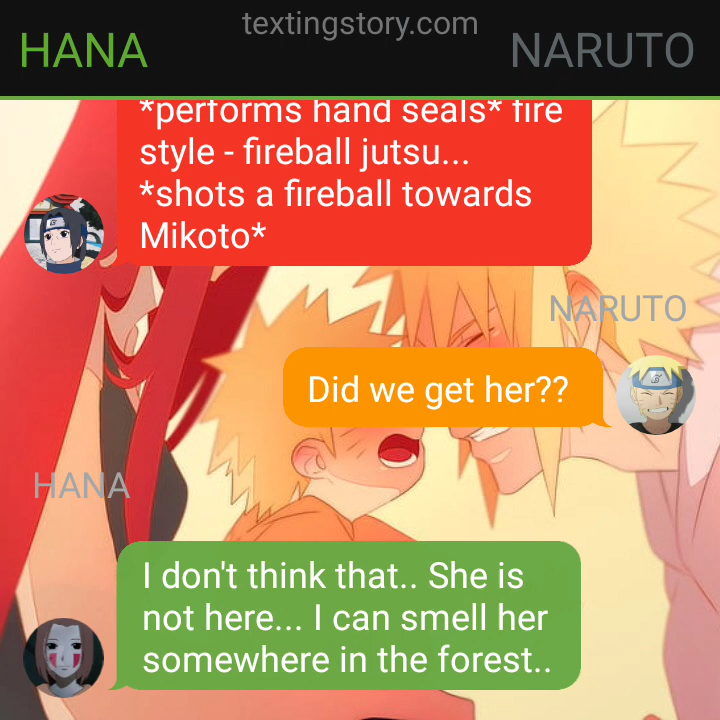 textingstory.com
HANA
NARUTO
*performs hand seals* fire
style - fireball jutsu...
*shots a fireball towards
Mikoto*
NARUTO
Did we get her??
HANA
I don't think that.. She is
not here... I can smell her
somewhere in the forest..